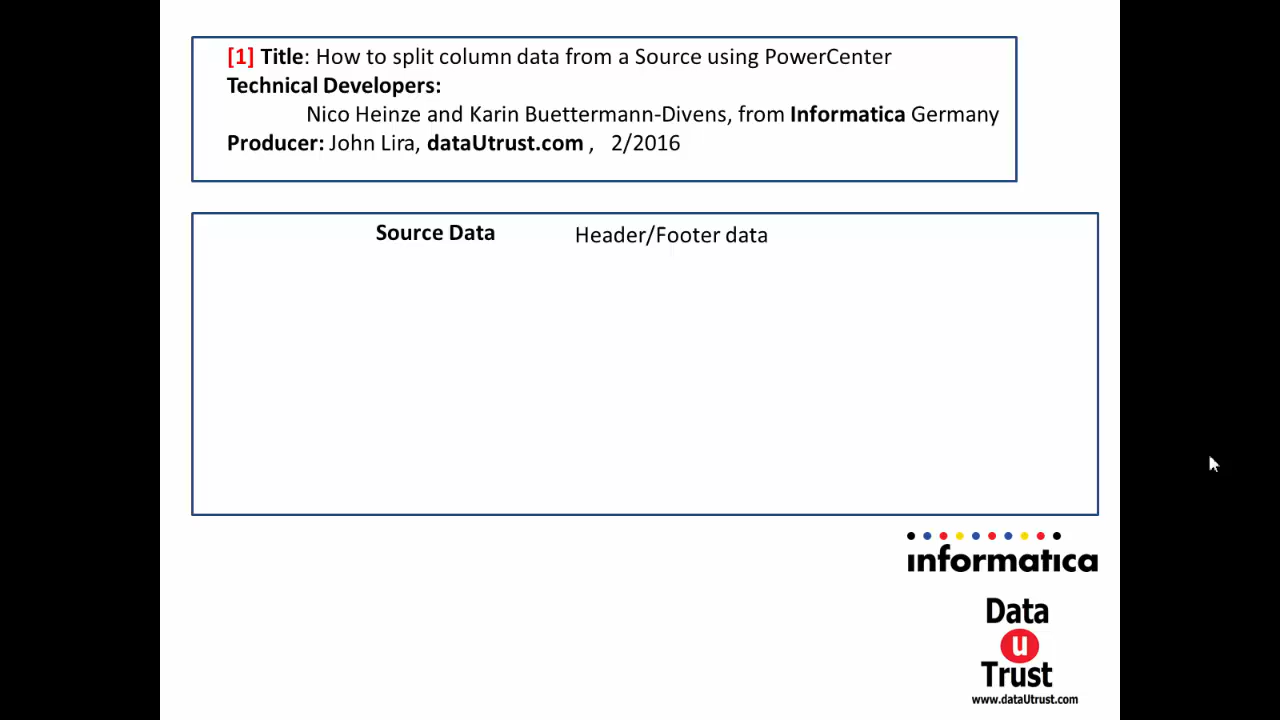 [1] Title: How to split column data from a Source using PowerCenter
Technical Developers:
Nico Heinze and Karin Buettermann-Divens, from Informatica Germany
Producer: John Lira, dataUtrust.com , 2/2016
Source Data Header/Footer data
informatica
Data
u
Trust
www.dataUtrust.com